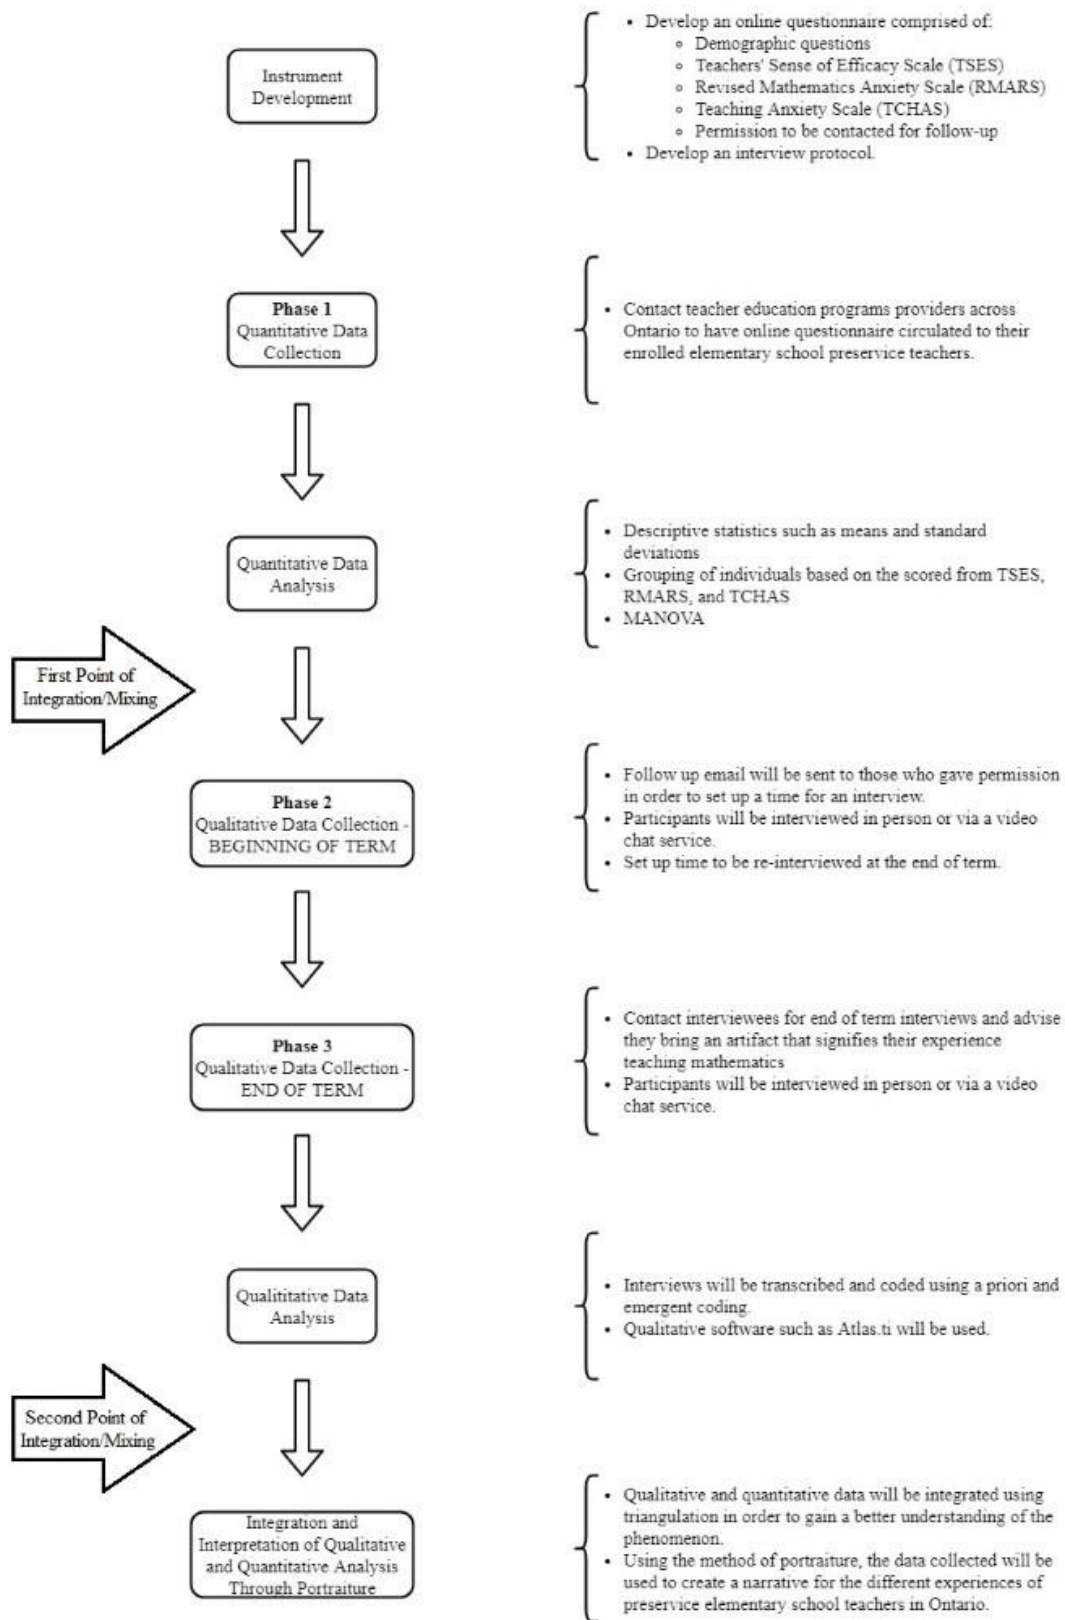 Instrument
Development
• Develop an online questionnaire comprised of:
◦ Demographic questions
◦ Teachers' Sense of Efficacy Scale (TSES)
◦ Revised Mathematics Anxiety Scale (RMARS)
◦ Teaching Anxiety Scale (TCHAS)
◦ Permission to be contacted for follow-up
• Develop an interview protocol.
Phase 1
Quantitative Data
Collection
• Contact teacher education programs providers across
Ontario to have online questionnaire circulated to their
enrolled elementary school preservice teachers.
Quantitative Data
Analysis
• Descriptive statistics such as means and standard
deviations
• Grouping of individuals based on the scored from TSES,
RMARS, and TCHAS
• MANOVA
First Point of
Integration/Mixing
Phase 2
Qualitative Data Collection -
BEGINNING OF TERM
• Follow up email will be sent to those who gave permission
in order to set up a time for an interview.
• Participants will be interviewed in person or via a video
chat service.
• Set up time to be re-interviewed at the end of term.
Phase 3
Qualitative Data Collection -
END OF TERM
• Contact interviewees for end of term interviews and advise
they bring an artifact that signifies their experience
teaching mathematics
• Participants will be interviewed in person or via a video
chat service.
Qualititative Data
Analysis
• Interviews will be transcribed and coded using a priori and
emergent coding.
• Qualitative software such as Atlas.ti will be used.
Second Point of
Integration/Mixing
Integration and
Interpretation of Qualitative
and Quantitative Analysis
Through Portraiture
• Qualitative and quantitative data will be integrated using
triangulation in order to gain a better understanding of the
phenomenon.
• Using the method of portraiture, the data collected will be
used to create a narrative for the different experiences of
preservice elementary school teachers in Ontario.